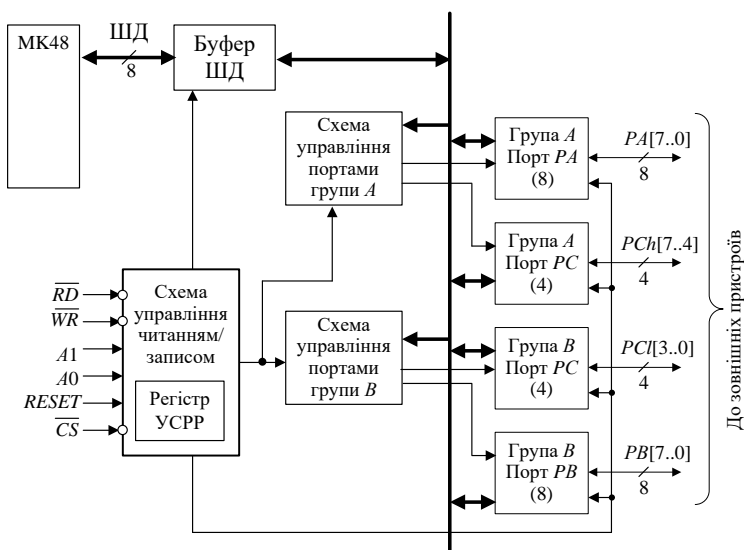 МК48
ШД
8
Буфер
ШД
Схема
управління
портами
групи A
Група A
Порт PA
(8)
PA[7..0]
8
Група A
Порт PC
(4)
PCh[7..4]
4
RD
WR
A1
A0
RESET
CS
Схема
управління
читанням/
записом
Регістр
УСРР
Схема
управління
портами
групи B
Група B
Порт PC
(4)
PCl[3..0]
4
Група B
Порт PB
(8)
PB[7..0]
8
До зовнішніх пристроїв